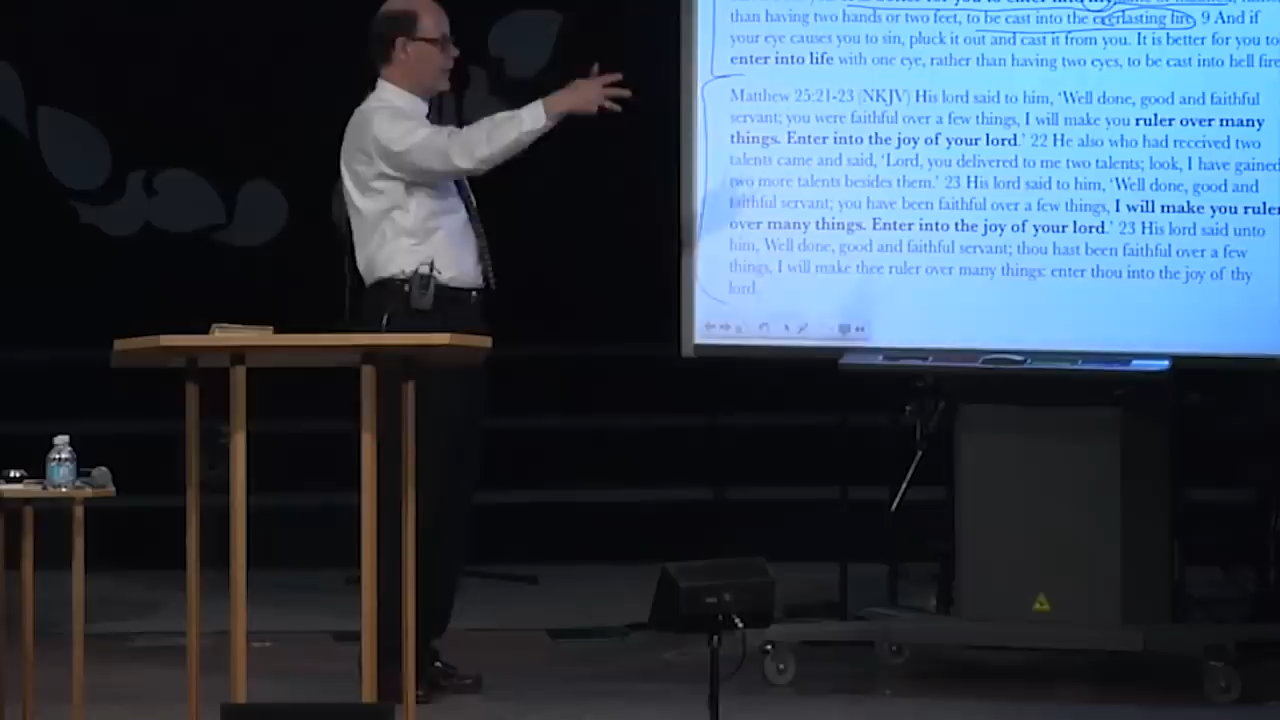 than having two hands or two feet, to be cast into the everlasting fire. 9 And if
your eye causes you to sin, pluck it out and cast it from you. It is better for you to
enter into life with one eye, rather than having two eyes, to be cast into hell fire
Matthew 25:21-23 (NKJV) His lord said to him, ‘Well done, good and faithful
servant; you were faithful over a few things, I will make you ruler over many
things. Enter into the joy of your lord.’ 22 He also who had received two
talents came and said, ‘Lord, you delivered to me two talents; look, I have gained
two more talents besides them.’ 23 His lord said to him, ‘Well done, good and
faithful servant; you have been faithful over a few things, I will make you ruler
over many things. Enter into the joy of your lord.’ 23 His lord said unto
him, Well done, good and faithful servant; thou hast been faithful over a few
things, I will make thee ruler over many things: enter thou into the joy of thy
lord.